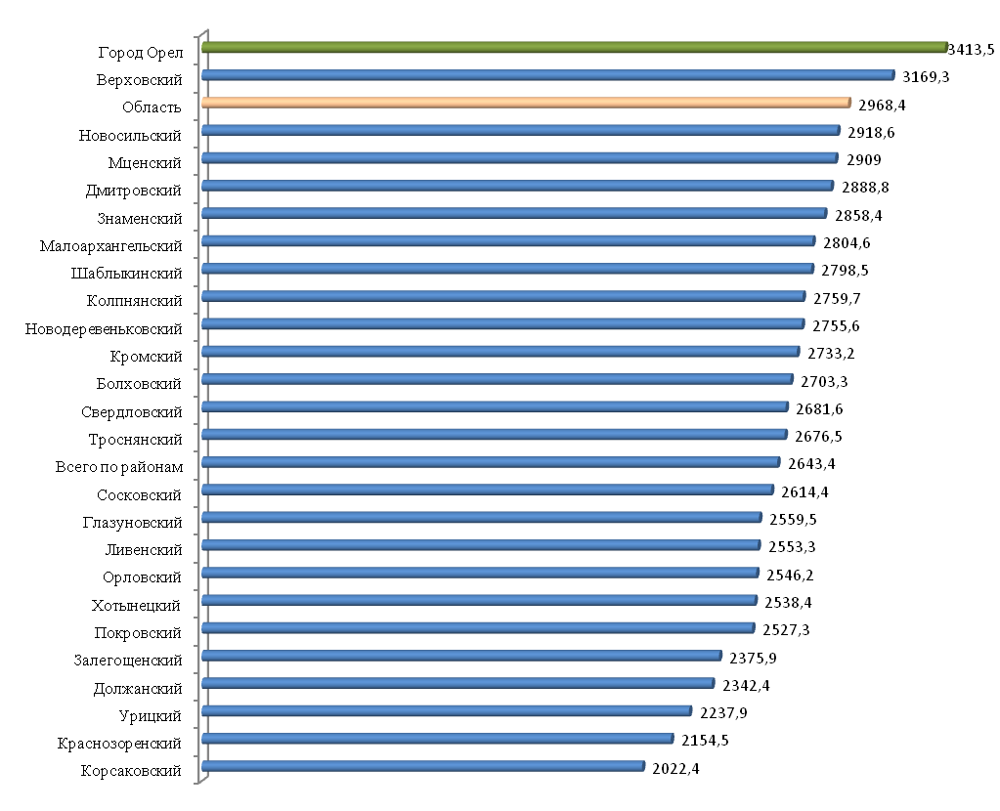 Город Орел 3413,5
Верховский 3169,3
Область 2968,4
Новосильский 2918,6
Мценский 2909
Дмитровский 2888,8
Знаменский 2858,4
Малоархангельский 2804,6
Шаблыкинский 2798,5
Колпнянский 2759,7
Новодеревеньковский 2755,6
Кромский 2733,2
Болховский 2703,3
Свердловский 2681,6
Троснянский 2676,5
Всего по районам 2643,4
Сосковский 2614,4
Глазуновский 2559,5
Ливенский 2553,3
Орловский 2546,2
Хотынецкий 2538,4
Покровский 2527,3
Залегощенский 2375,9
Должанский 2342,4
Урицкий 2237,9
Краснозоренский 2154,5
Корсаковский 2022,4